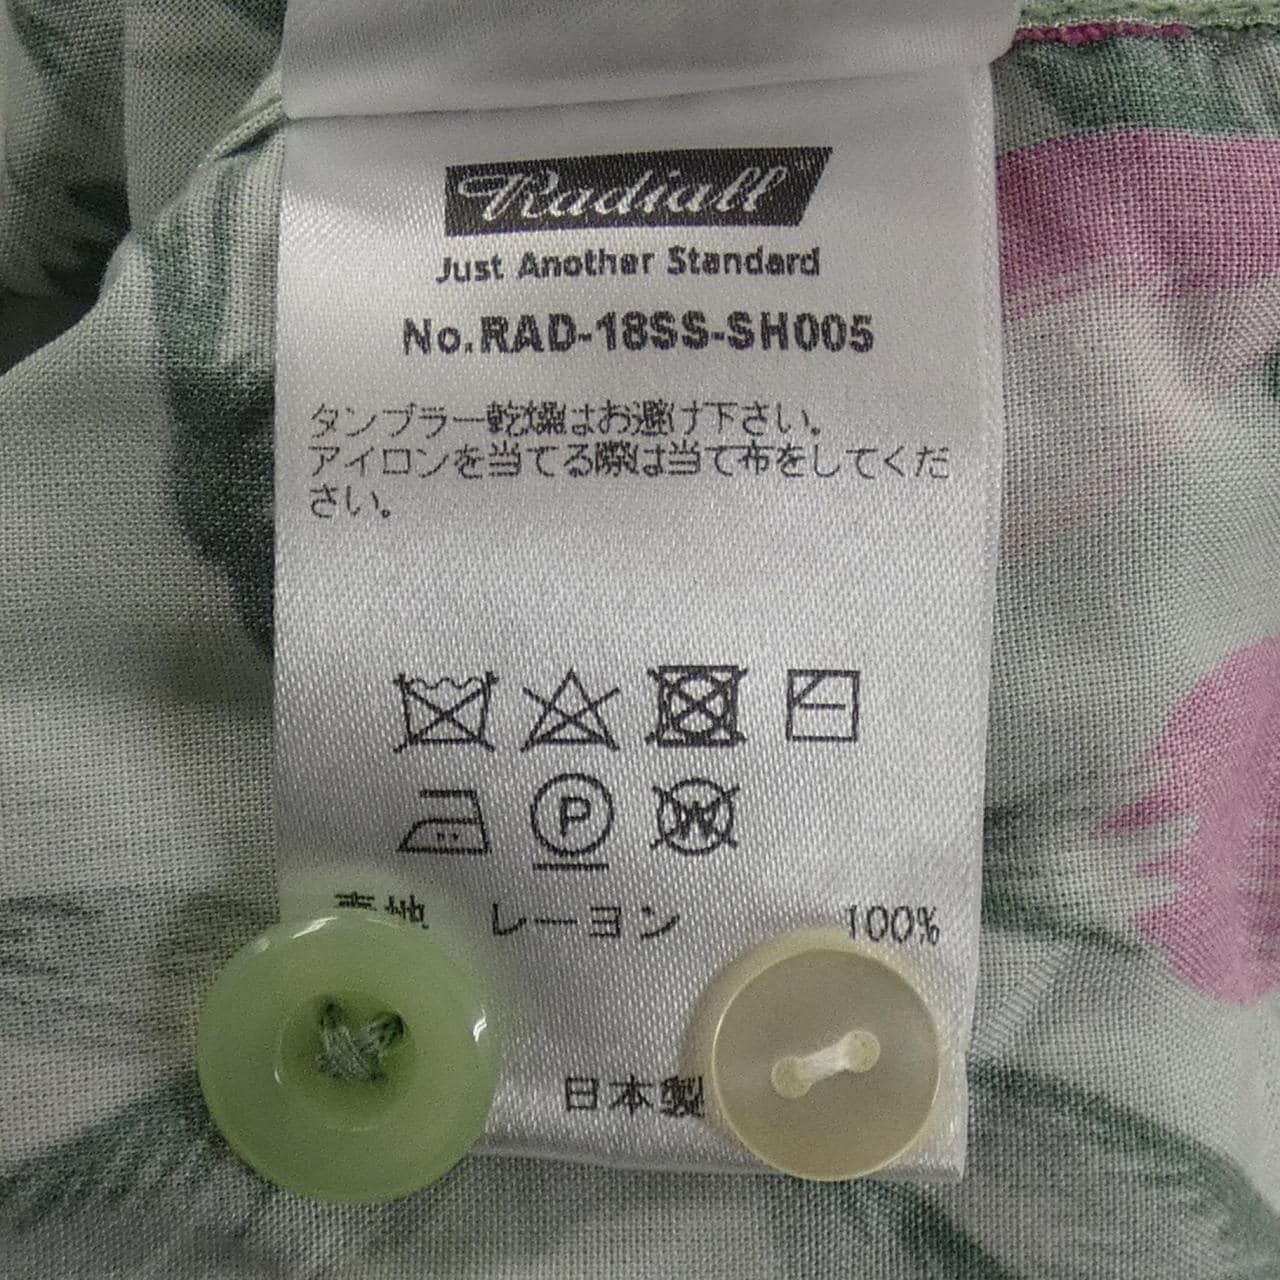 Radiall
Just Another Standard
No.RAD-18SS-SH005
タンブラー乾燥はお避け下さい。
アイロンを当てる際は当て布をしてくだ
さい。
P W
レーヨン 100%
日本製